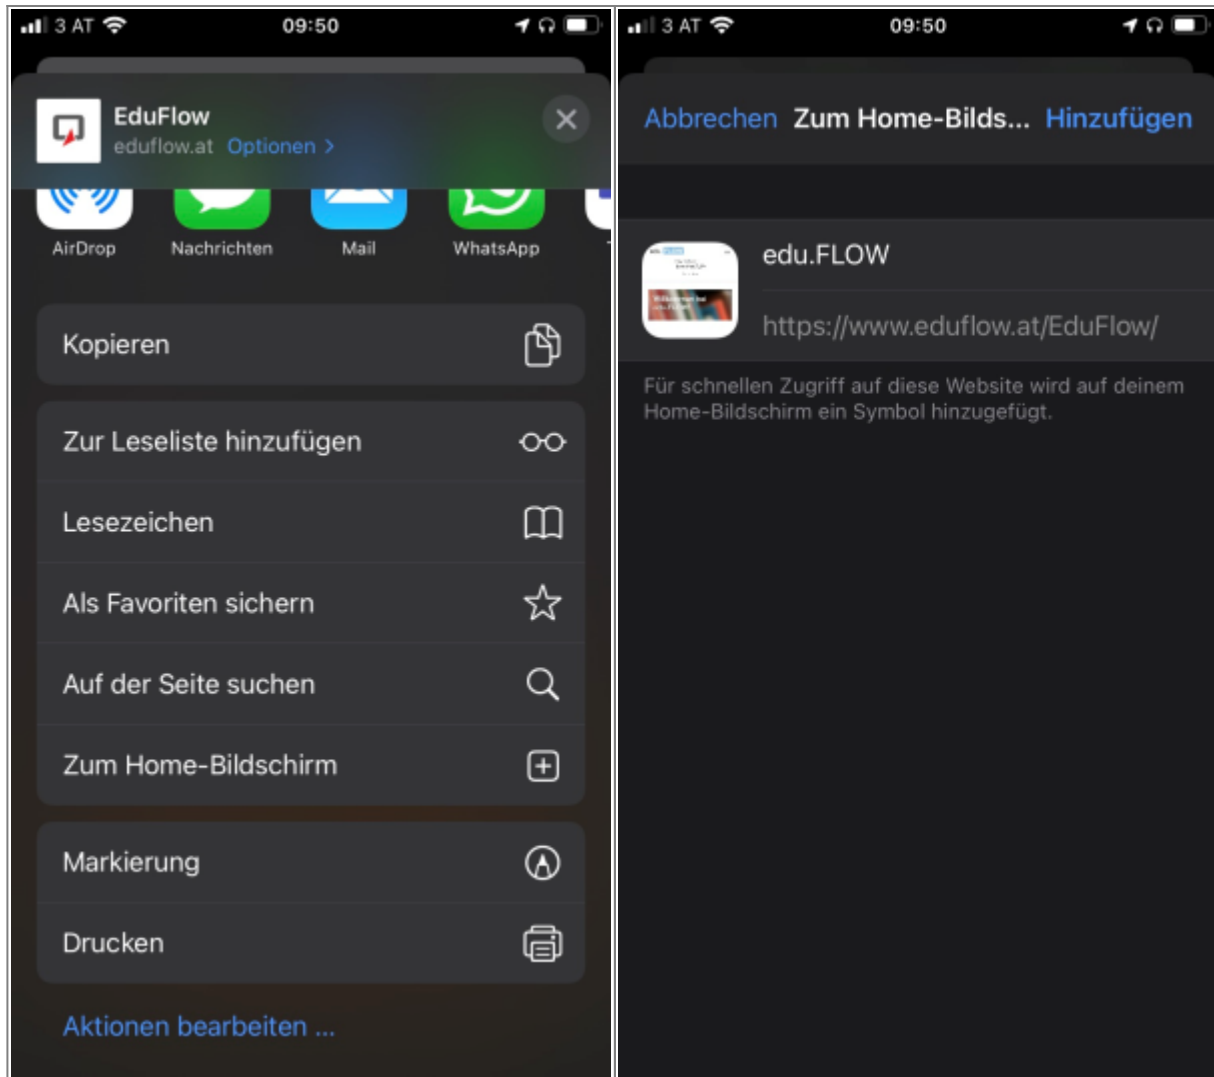 3 AT 09:50
EduFlow
eduflow.at Optionen >
AirDrop Nachrichten Mail WhatsApp
Kopieren
Zur Leseliste hinzufügen
Lesezeichen
Als Favoriten sichern
Auf der Seite suchen
Zum Home-Bildschirm
Markierung
Drucken
Aktionen bearbeiten ...
3 AT 09:50
Abbrechen Zum Home-Bilds... Hinzufügen
edu.FLOW
https://www.eduflow.at/EduFlow/
Für schnellen Zugriff auf diese Website wird auf deinem
Home-Bildschirm ein Symbol hinzugefügt.